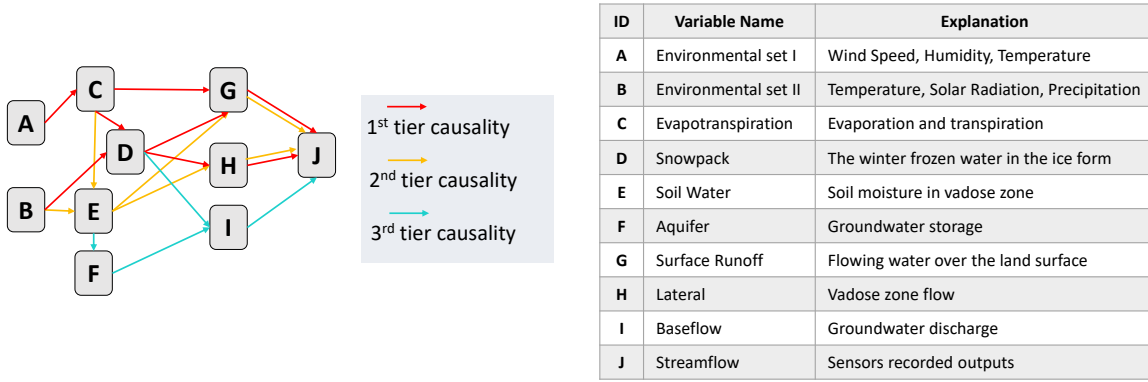 A
C
D
B
E
F
G
H
I
J
1st tier causality
2nd tier causality
3rd tier causality
ID Variable Name Explanation
A Environmental set I Wind Speed, Humidity, Temperature
B Environmental set II Temperature, Solar Radiation, Precipitation
C Evapotranspiration Evaporation and transpiration
D Snowpack The winter frozen water in the ice form
E Soil Water Soil moisture in vadose zone
F Aquifer Groundwater storage
G Surface Runoff Flowing water over the land surface
H Lateral Vadose zone flow
I Baseflow Groundwater discharge
J Streamflow Sensors recorded outputs